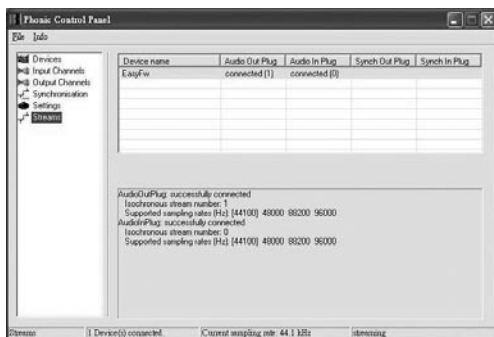 Phonic Control Panel
File Info
Devices
Input Channels
Output Channels
Synchronisation
Settings
Streams
Device name Audio Out Plug Audio In Plug Synch Out Plug Synch In Plug
EasyFw connected (1) connected (0)
AudioOutPlug: successfully connected
Isochronous stream number: 1
Supported sampling rates (Hz): [44100] 48000 88200 96000
AudioInPlug: successfully connected
Isochronous stream number: 0
Supported sampling rates (Hz): [44100] 48000 88200 96000
Streams 1 Device(s) connected. Current sampling rate: 44.1 kHz streaming